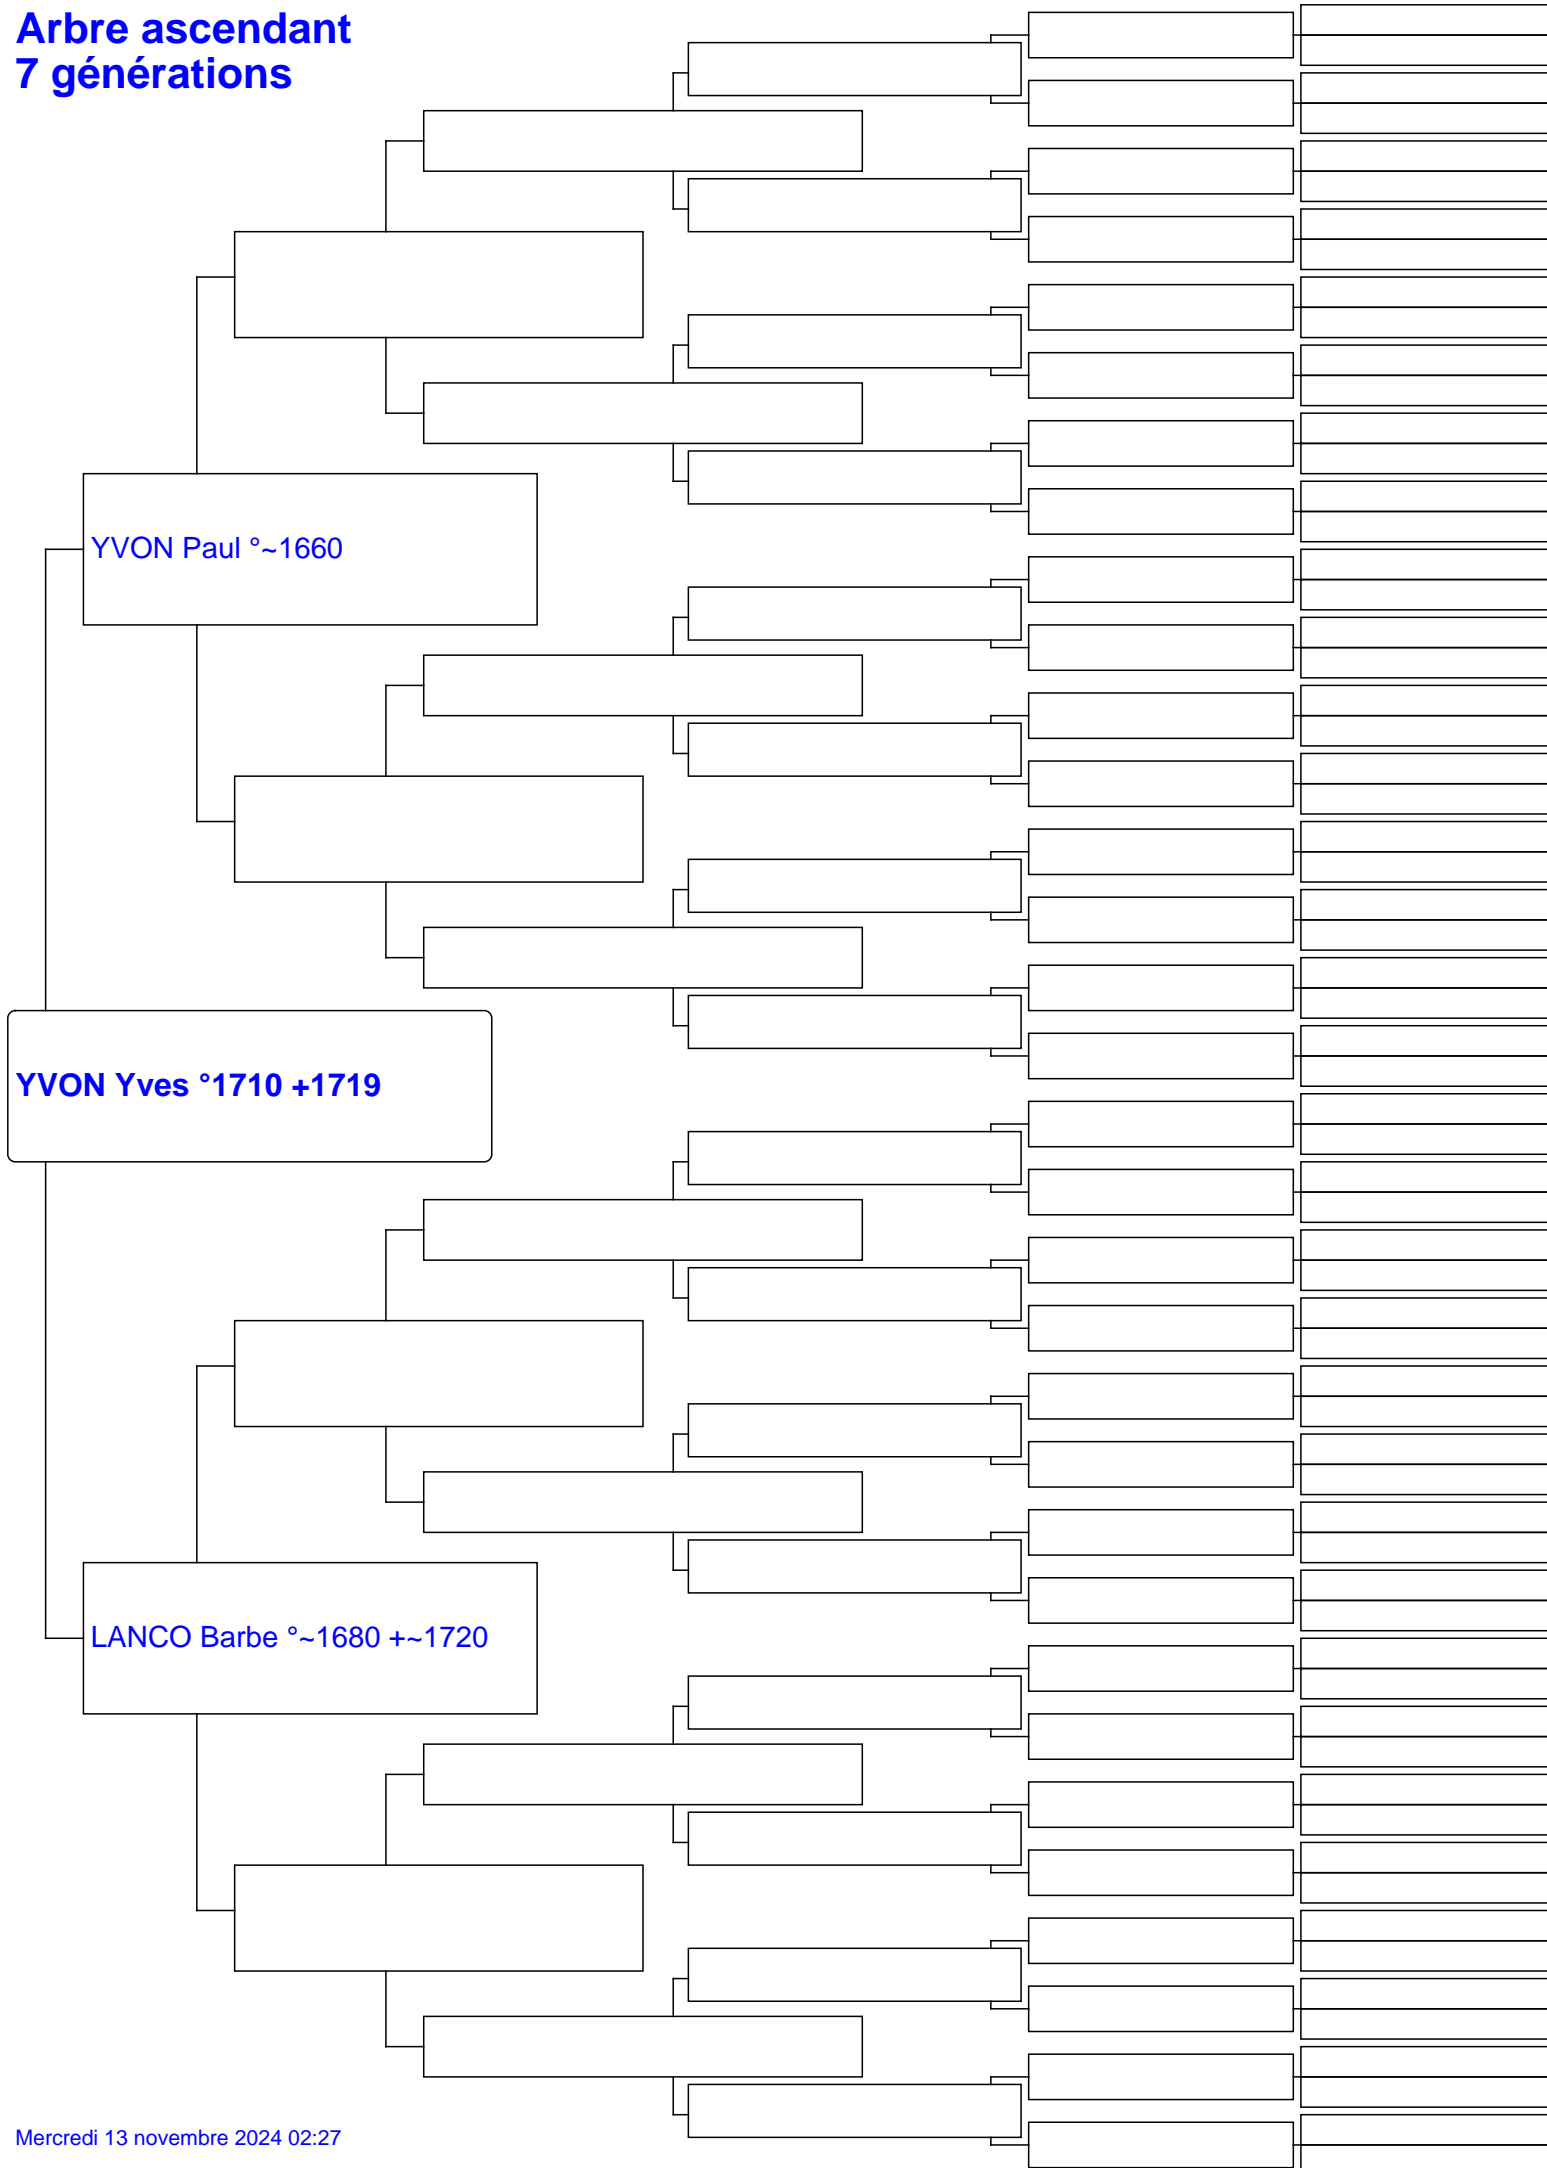 Arbre ascendant
7 générations
YVON Paul °~1660
YVON Yves °1710 +1719
LANCO Barbe °~1680 +~1720
Mercredi 13 novembre 2024 02:27